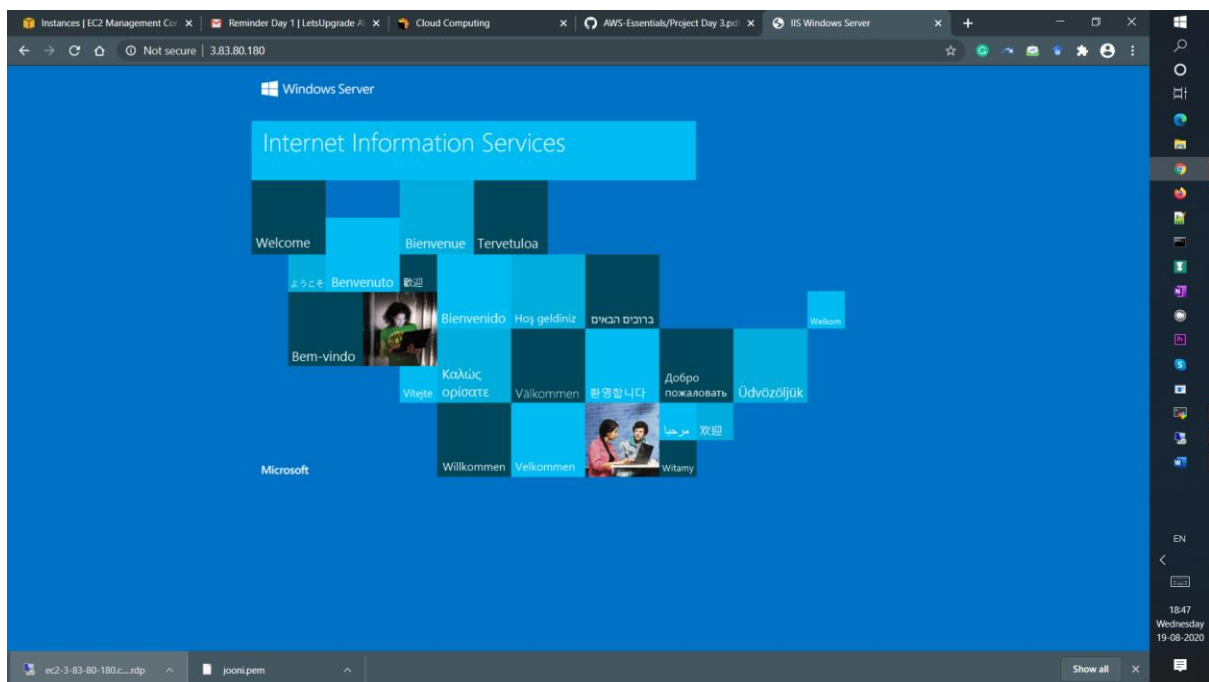 Instances | EC2 Management Con
Reminder Day 1 | LetsUpgrade A
Cloud Computing
AWS-Essentials/Project Day 3.pd
IIS Windows Server
Not secure | 3.83.80.180
Windows Server
Internet Information Services
Welcome
Bienvenue
Tervetuloa
ようこそ
Benvenuto
歡迎
Bem-vindo
Bienvenido
Hoş geldiniz
ברוכים הבאים
Welkom
Vítejte
Καλώς
ορίσατε
Välkommen
환영합니다
Добро
пожаловать
Üdvözöljük
مرحبا
欢迎
Microsoft
Willkommen
Velkommen
Witamy
EN
18:47
Wednesday
19-08-2020
ec2-3-83-80-180.c....rdp
jooni.pem
Show all